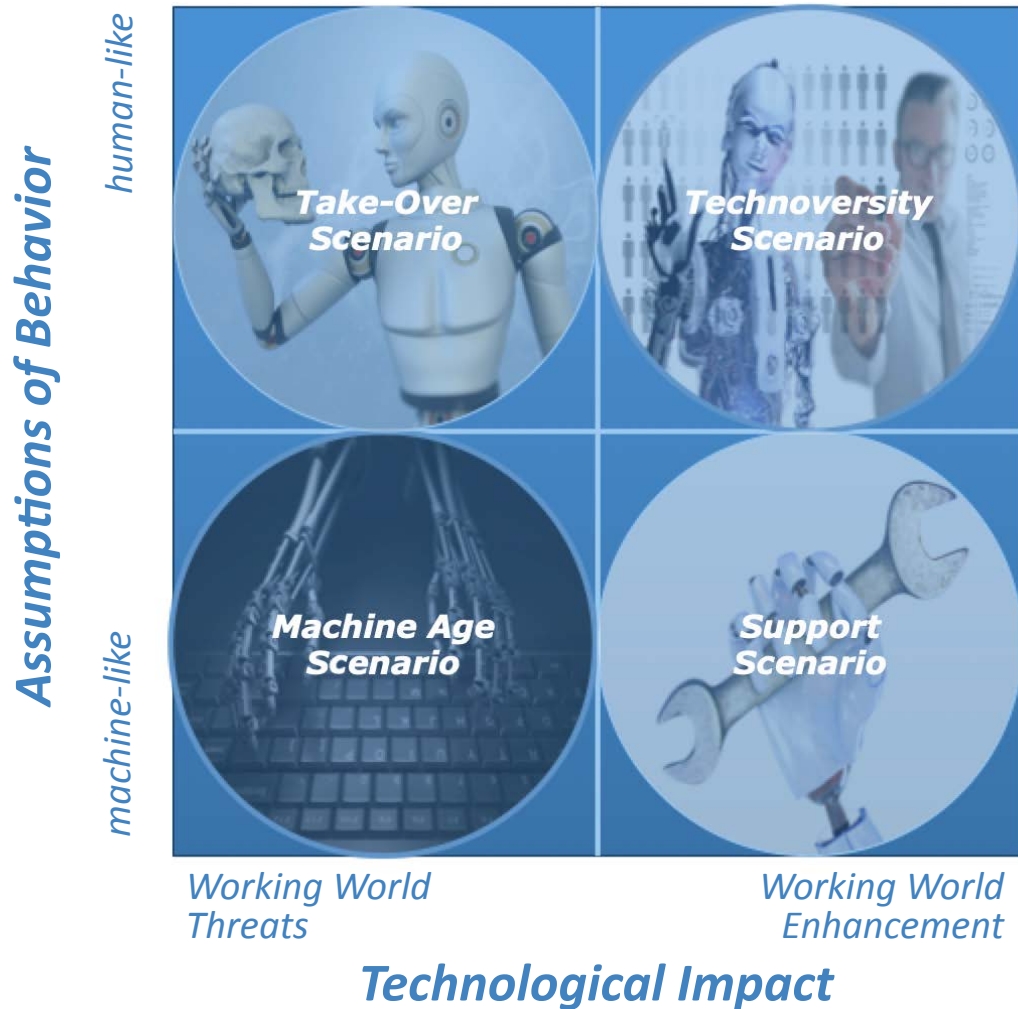 human-like
Assumptions of Behavior
machine-like
Take-Over
Scenario
Technoversity
Scenario
Machine Age
Scenario
Support
Scenario
Working World
Threats
Working World
Enhancement
Technological Impact